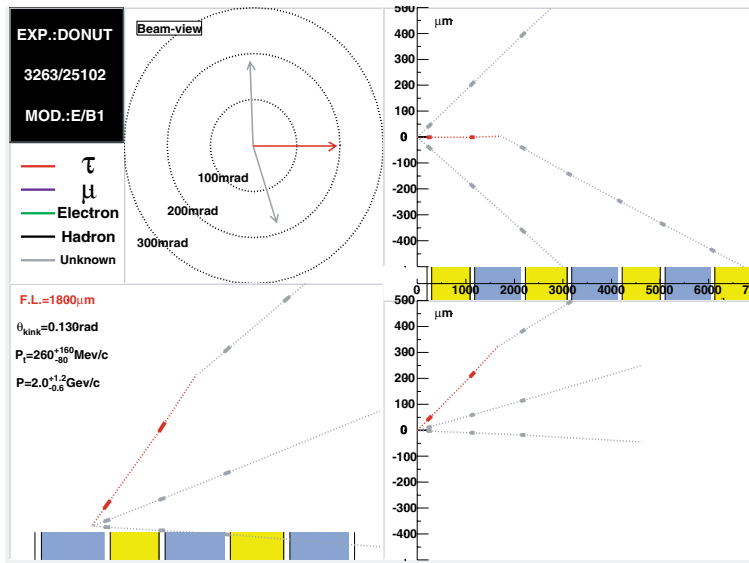 EXP.:DONUT
3263/25102
MOD.:E/B1
τ
μ
Electron
Hadron
Unknown
Beam-view
100mrad
200mrad
300mrad
500
μm
400
300
200
100
0
-100
-200
-300
-400
0 1000 2000 3000 4000 5000 6000
F.L.=1800μm
θkink=0.130rad
Pt=260+160-80Mev/c
P=2.0+1.2-0.6Gev/c
500
μm
400
300
200
100
0
-100
-200
-300
-400
-500